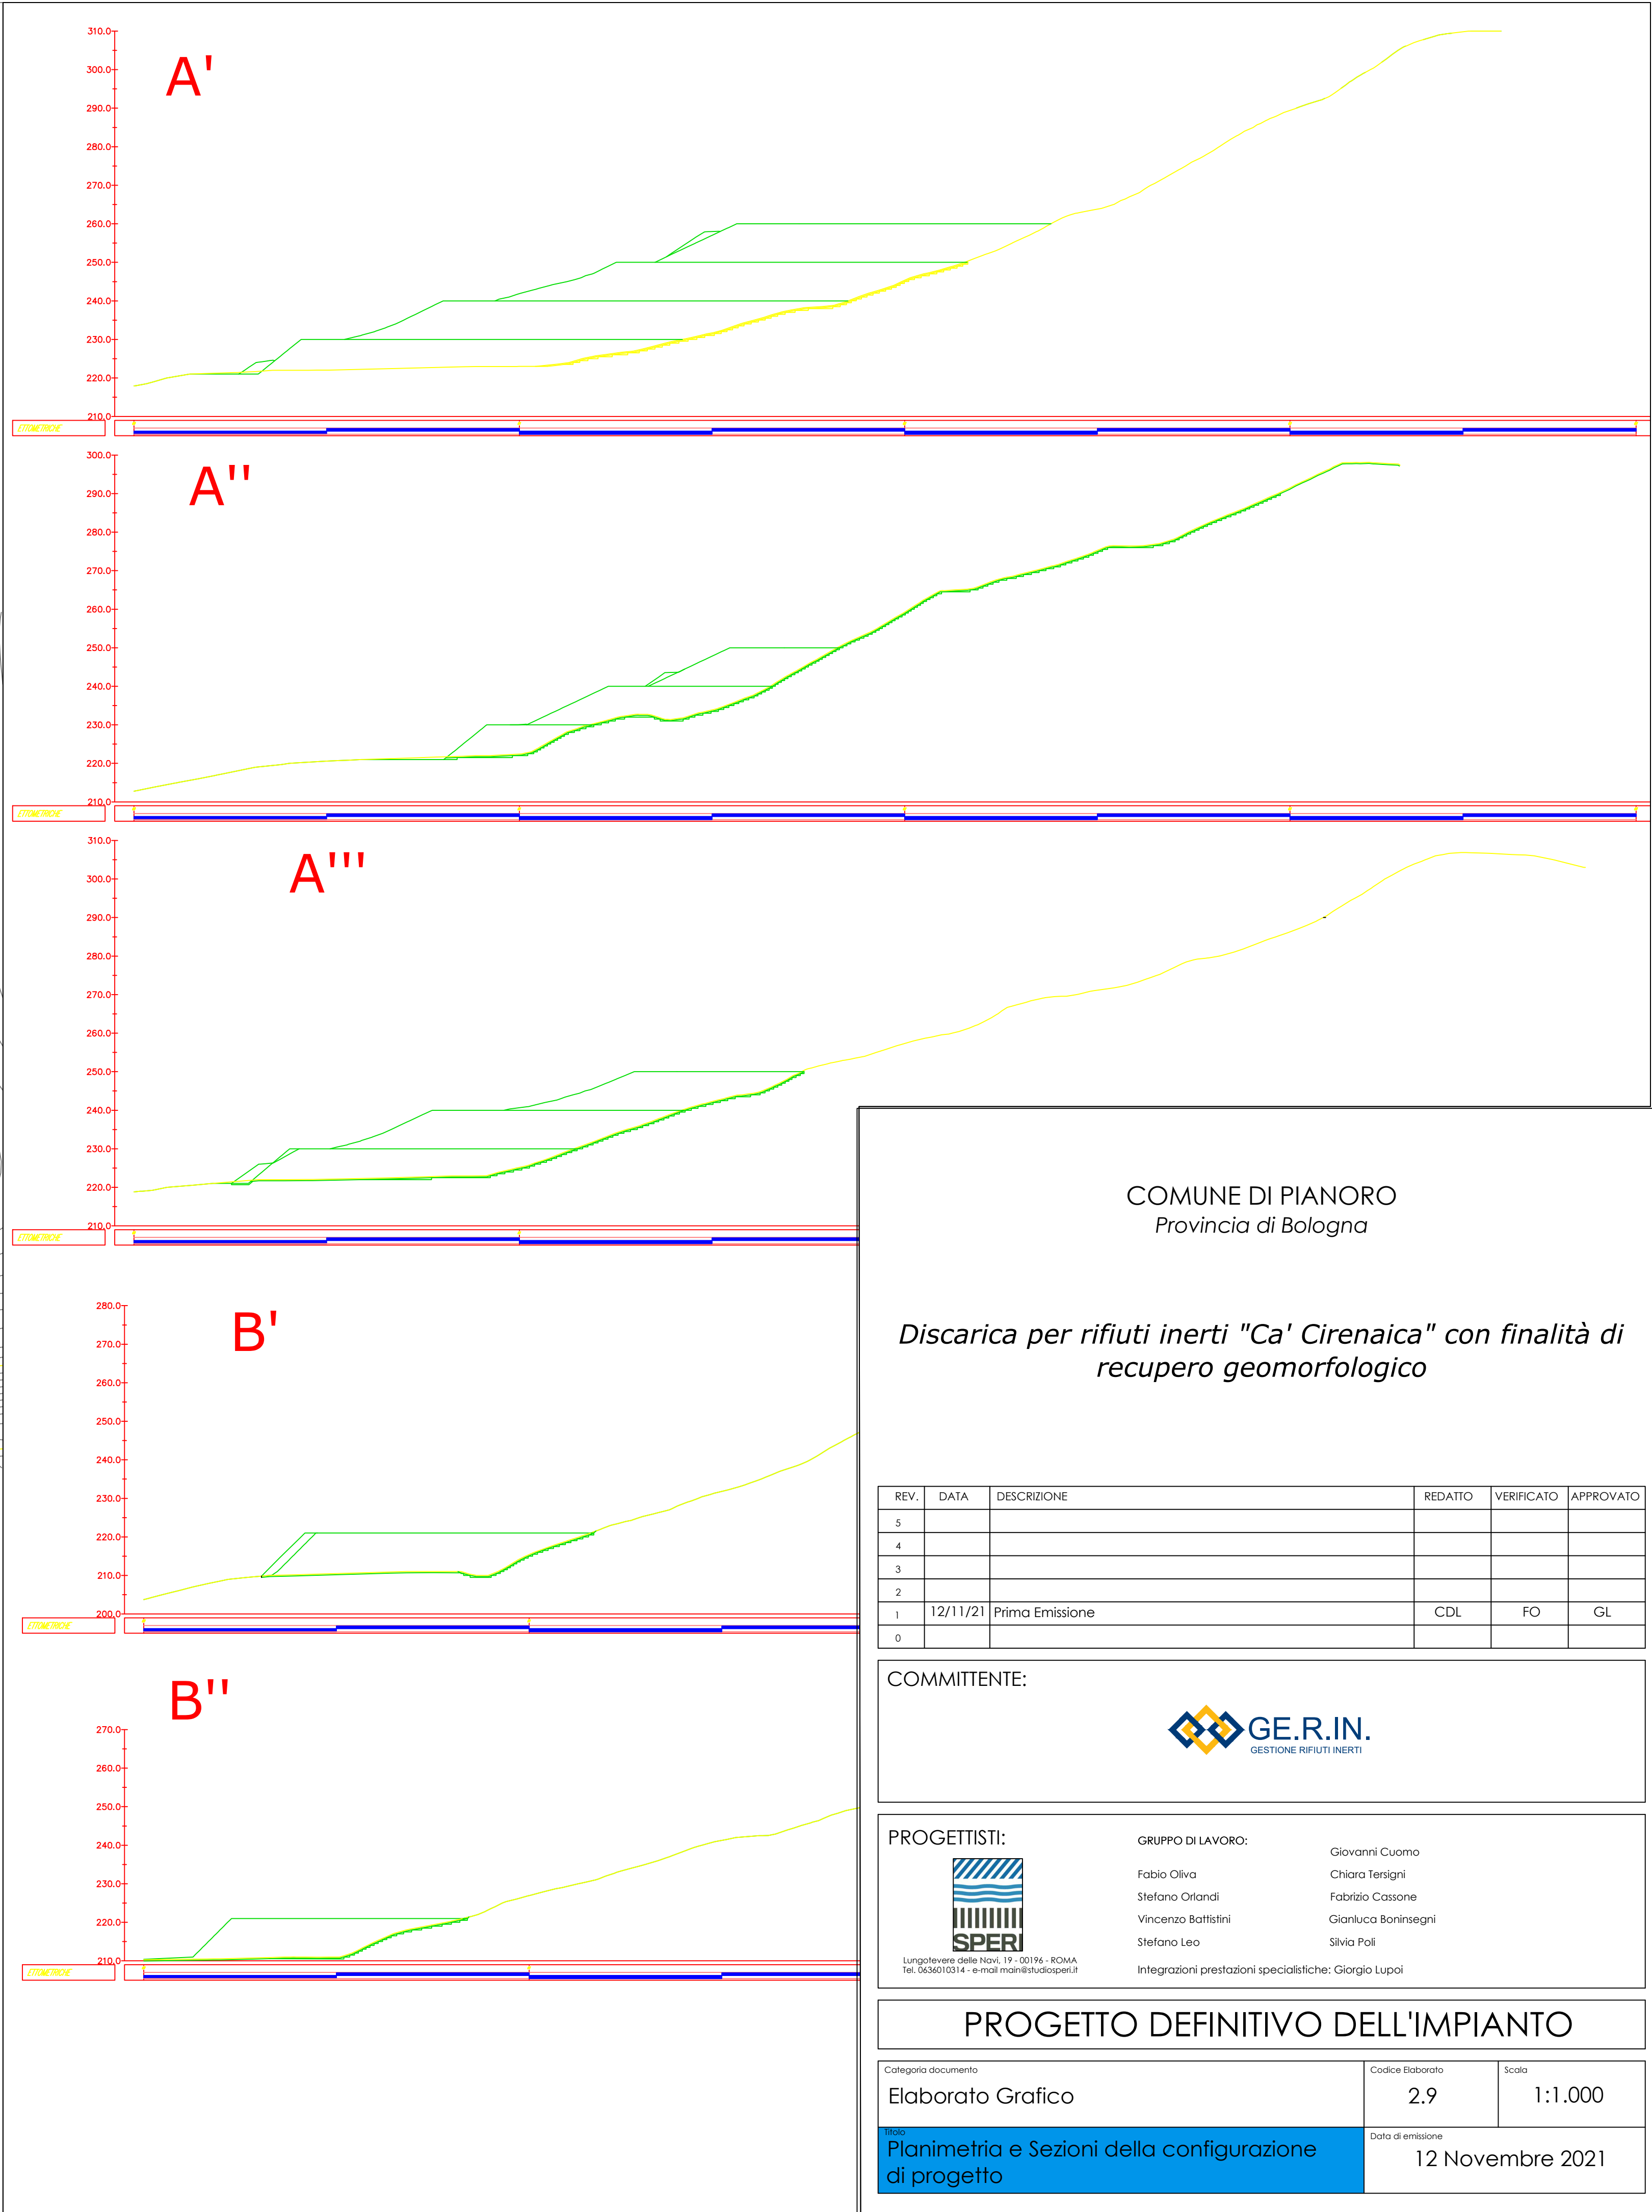 310.0
A'
300.0
290.0
280.0
270.0
260.0
250.0
240.0
230.0
220.0
210.0
300.0
A''
290.0
280.0
270.0
260.0
250.0
240.0
230.0
220.0
210.0
310.0
A'''
300.0
290.0
280.0
270.0
260.0
250.0
240.0
230.0
220.0
210.0
280.0
B'
270.0
260.0
250.0
240.0
230.0
220.0
210.0
200.0
B''
270.0
260.0
250.0
240.0
230.0
220.0
210.0
COMUNE DI PIANORO
Provincia di Bologna
Discarica per rifiuti inerti "Ca' Cirenaica" con finalità di
recupero geomorfologico
REV. DATA DESCRIZIONE REDATTO VERIFICATO APPROVATO
5
4
3
2
1 12/11/21 Prima Emissione CDL FO GL
0
COMMITTENTE:
GE.R.IN.
GESTIONE RIFIUTI INERTI
PROGETTISTI:
SPERI
Lungotevere delle Navi, 19 - 00196 - ROMA
Tel. 0636010314 - e-mail main@studiosperi.it
GRUPPO DI LAVORO:
Giovanni Cuomo
Fabio Oliva Chiara Tersigni
Stefano Orlandi Fabrizio Cassone
Vincenzo Battistini Gianluca Boninsegni
Stefano Leo Silvia Poli
Integrazioni prestazioni specialistiche: Giorgio Lupoi
PROGETTO DEFINITIVO DELL'IMPIANTO
Categoria documento
Elaborato Grafico
Codice Elaborato
2.9
Scala
1:1.000
Titolo
Planimetria e Sezioni della configurazione
di progetto
Data di emissione
12 Novembre 2021